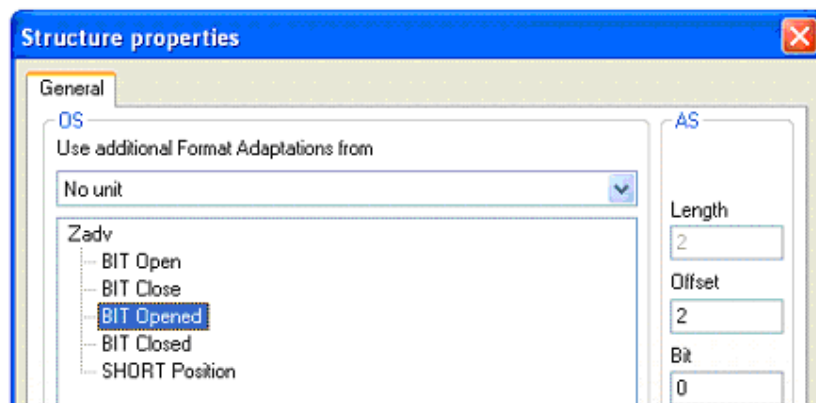 Structure properties
General
OS
Use additional Format Adaptations from
No unit
Zadv
BIT Open
BIT Close
BIT Opened
BIT Closed
SHORT Position
AS
Length
2
Offset
2
Bit
0